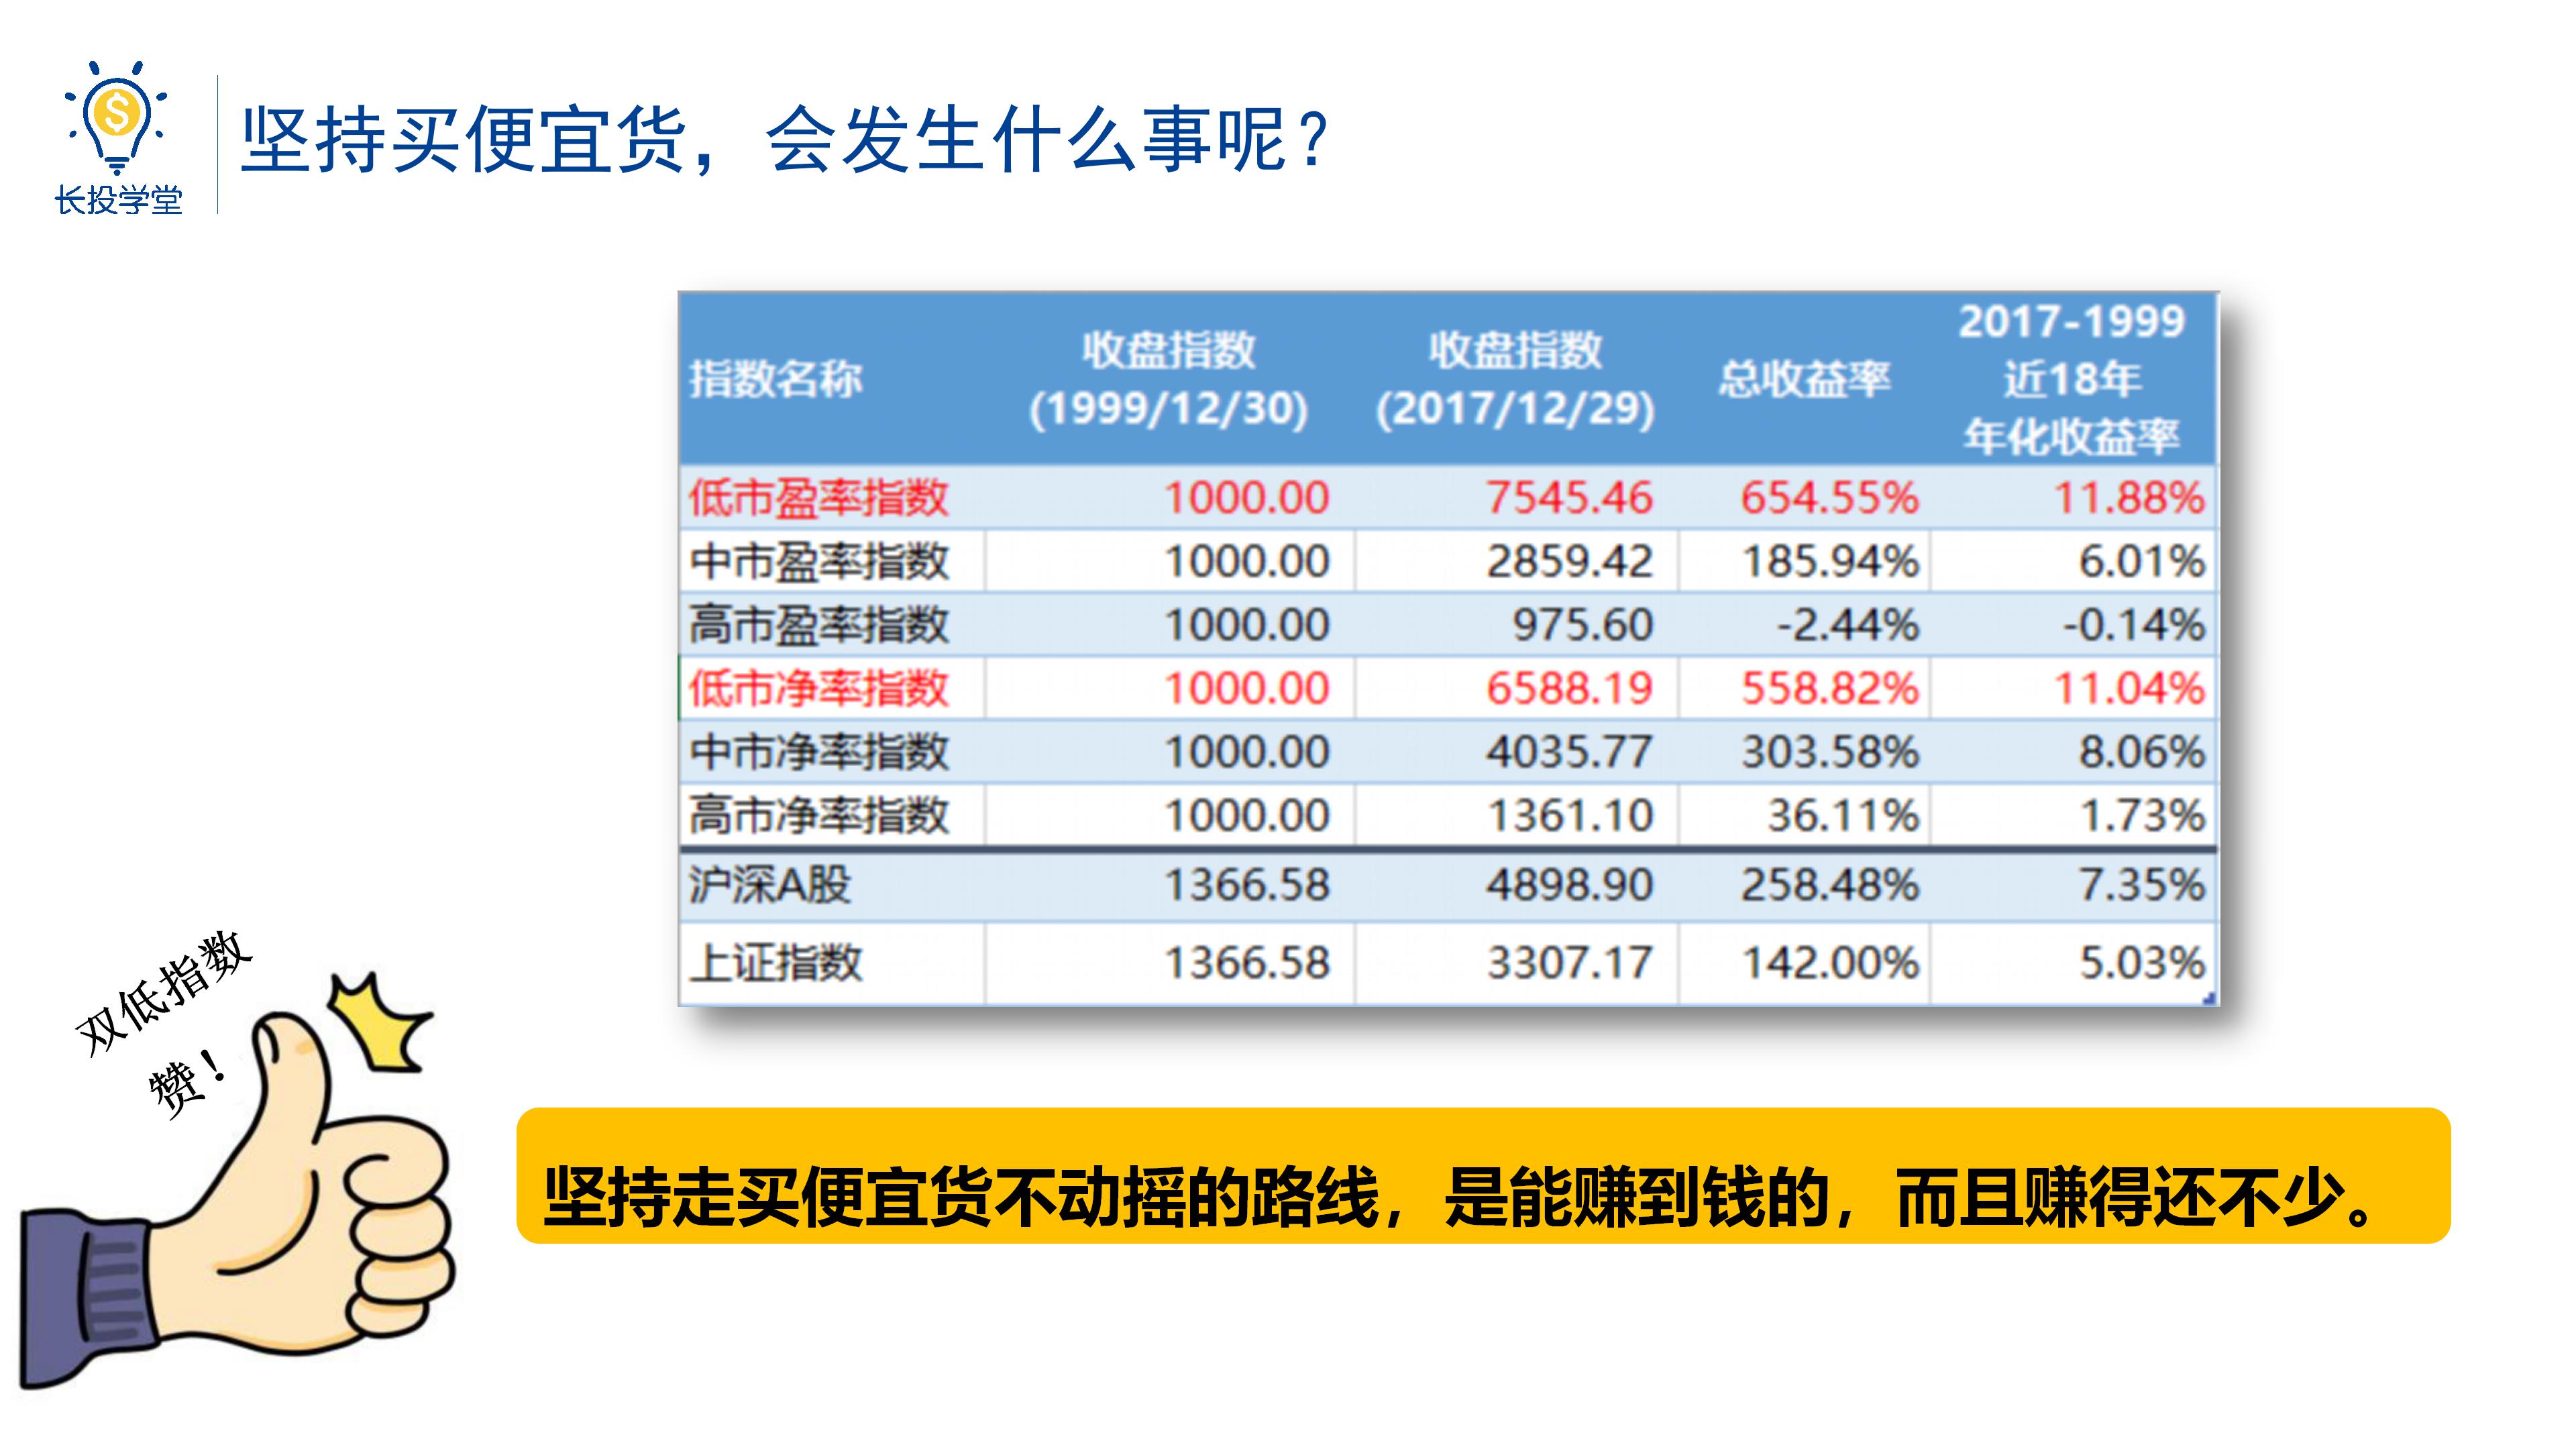 长投学堂
坚持买便宜货，会发生什么事呢？
指数名称 收盘指数 (1999/12/30) 收盘指数 (2017/12/29) 总收益率 2017-1999 近18年 年化收益率
低市盈率指数 1000.00 7545.46 654.55% 11.88%
中市盈率指数 1000.00 2859.42 185.94% 6.01%
高市盈率指数 1000.00 975.60 -2.44% -0.14%
低市净率指数 1000.00 6588.19 558.82% 11.04%
中市净率指数 1000.00 4035.77 303.58% 8.06%
高市净率指数 1000.00 1361.10 36.11% 1.73%
沪深A股 1366.58 4898.90 258.48% 7.35%
上证指数 1366.58 3307.17 142.00% 5.03%
双低指数
赞！
坚持走买便宜货不动摇的路线，是能赚到钱的，而且赚得还不少。